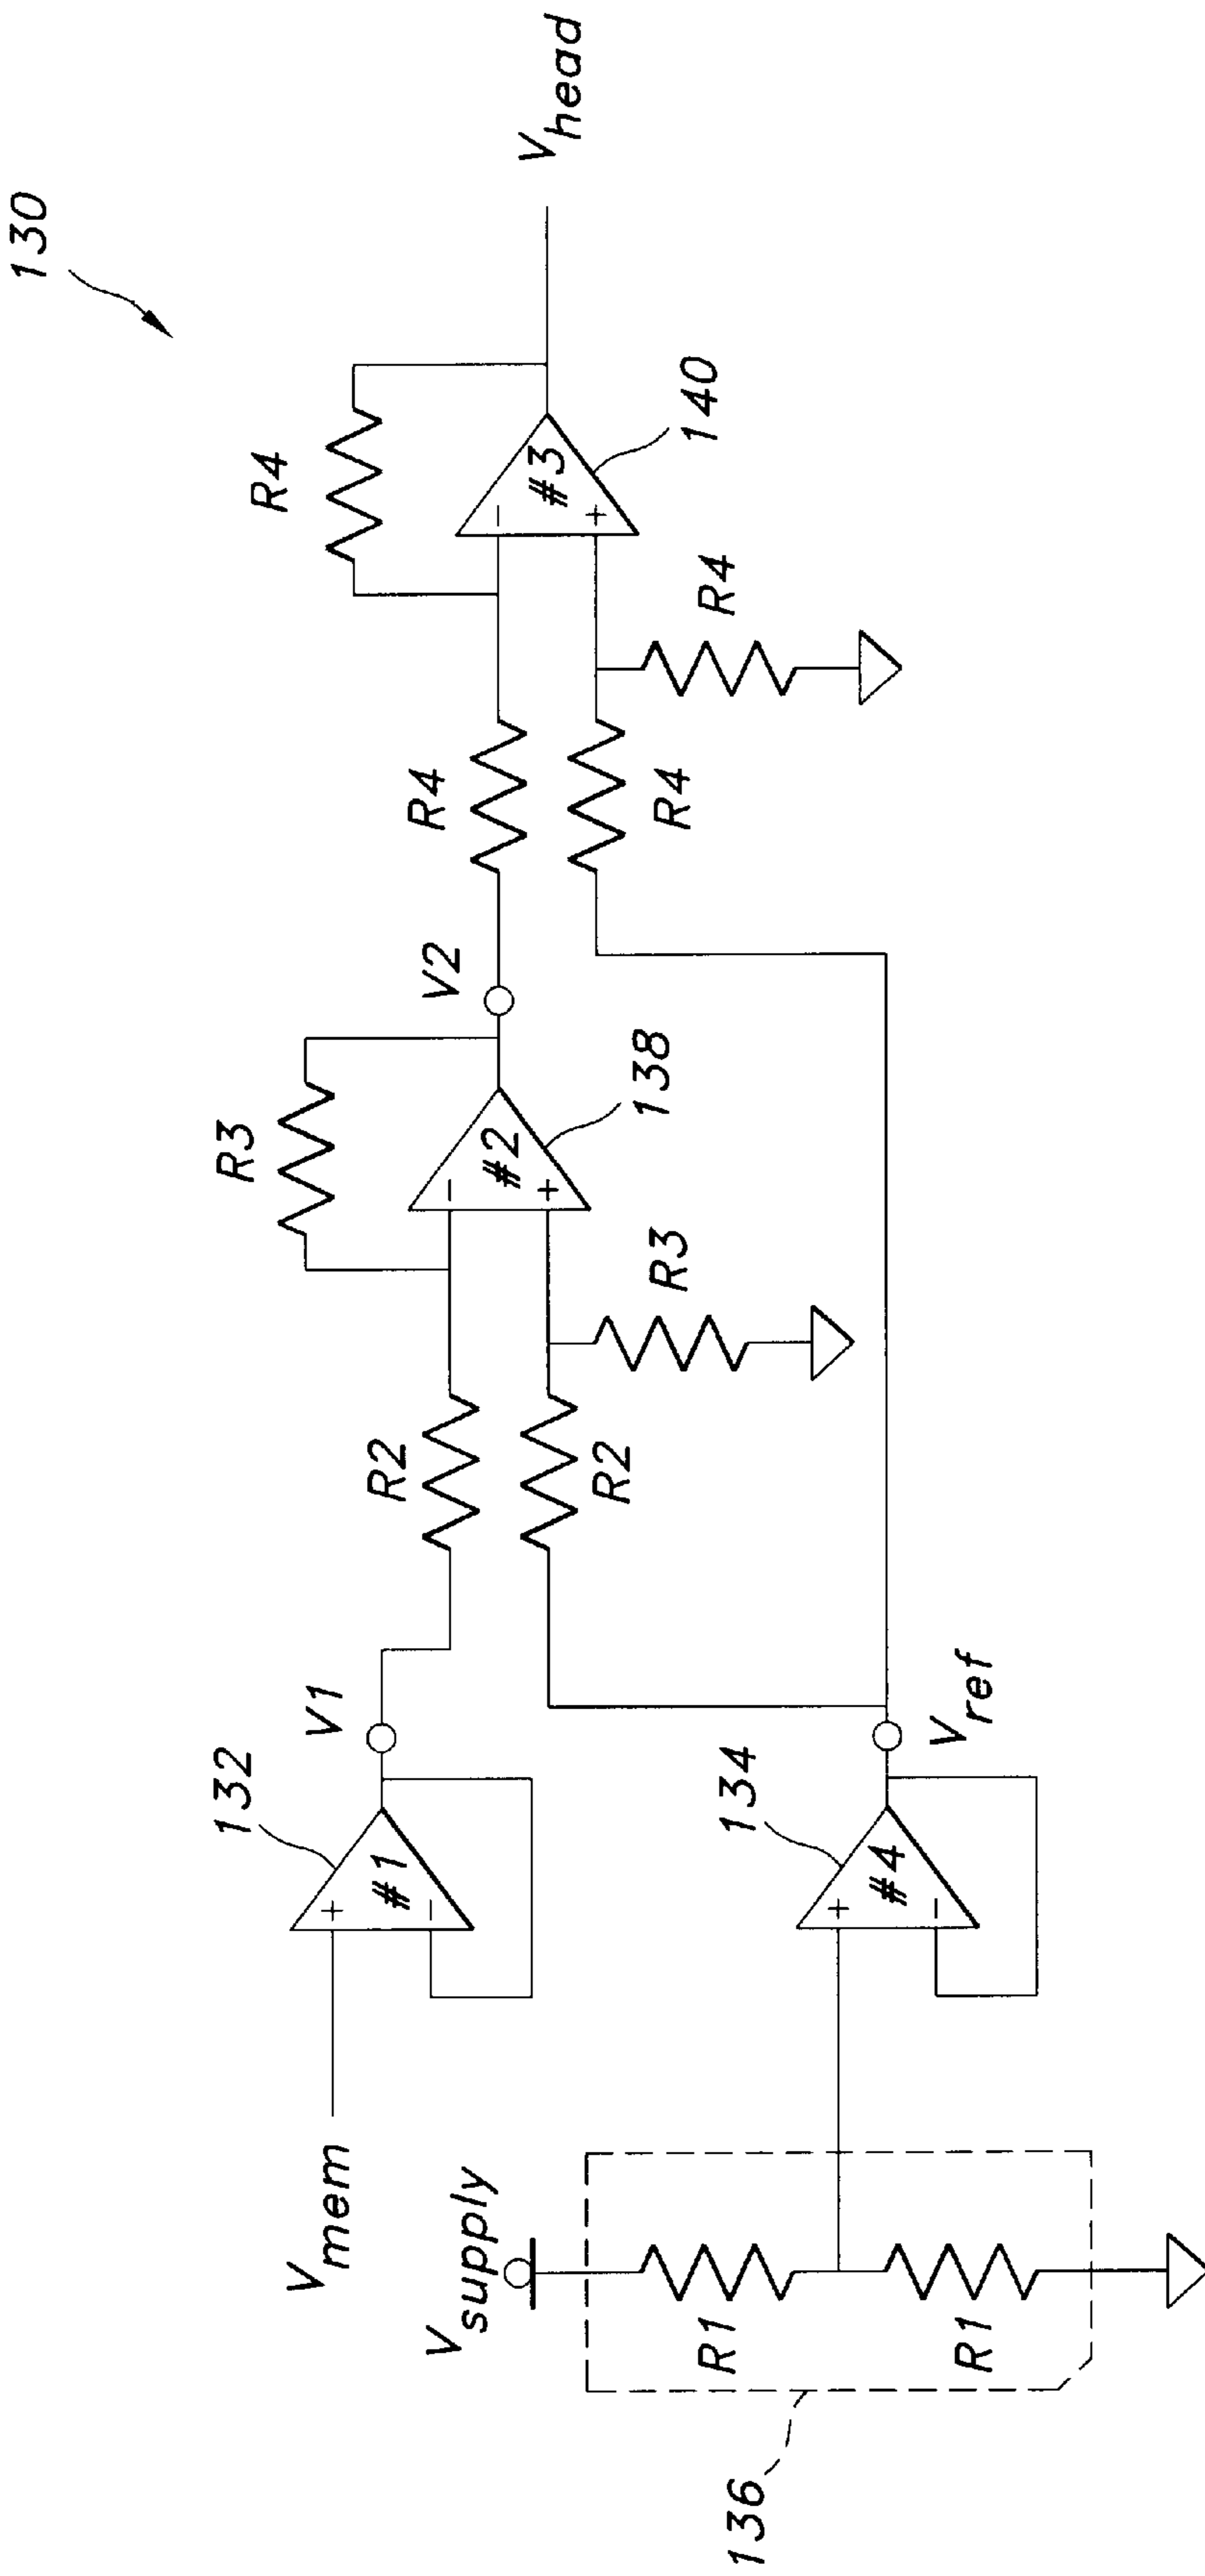 130
R4
R3
V2
R4
#3
140
V_head
R4
R4
132
V1
R2
#2
138
R2
R3
V_mem
#1
134
V_ref
#4
V_supply
R1
R1
136
+
−
+
−
−
+
−
+